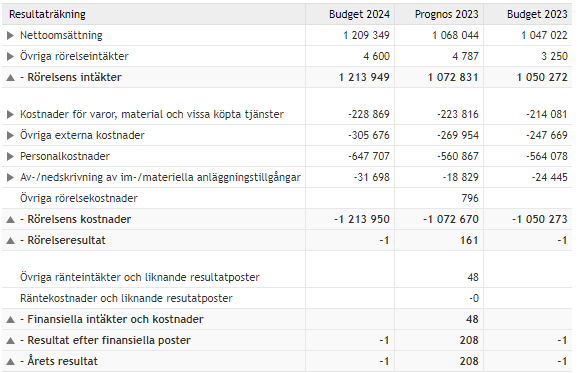 Resultaträkning Budget 2024 Prognos 2023 Budget 2023
Nettoomsättning 1 209 349 1 068 044 1 047 022
Övriga rörelseintäkter 4 600 4 787 3 250
- Rörelsens intäkter 1 213 949 1 072 831 1 050 272
Kostnader för varor, material och vissa köpta tjänster -228 869 -223 816 -214 081
Övriga externa kostnader -305 676 -269 954 -247 669
Personalkostnader -647 707 -560 867 -564 078
Av-/nedskrivning av im-/materiella anläggningstillgångar -31 698 -18 829 -24 445
Övriga rörelsekostnader 796
- Rörelsens kostnader -1 213 950 -1 072 670 -1 050 273
- Rörelseresultat -1 161 -1
Övriga ränteintäkter och liknande resultatposter 48
Räntekostnader och liknande resutatposter -0
- Finansiella intäkter och kostnader 48
- Resultat efter finansiella poster -1 208 -1
- Årets resultat -1 208 -1